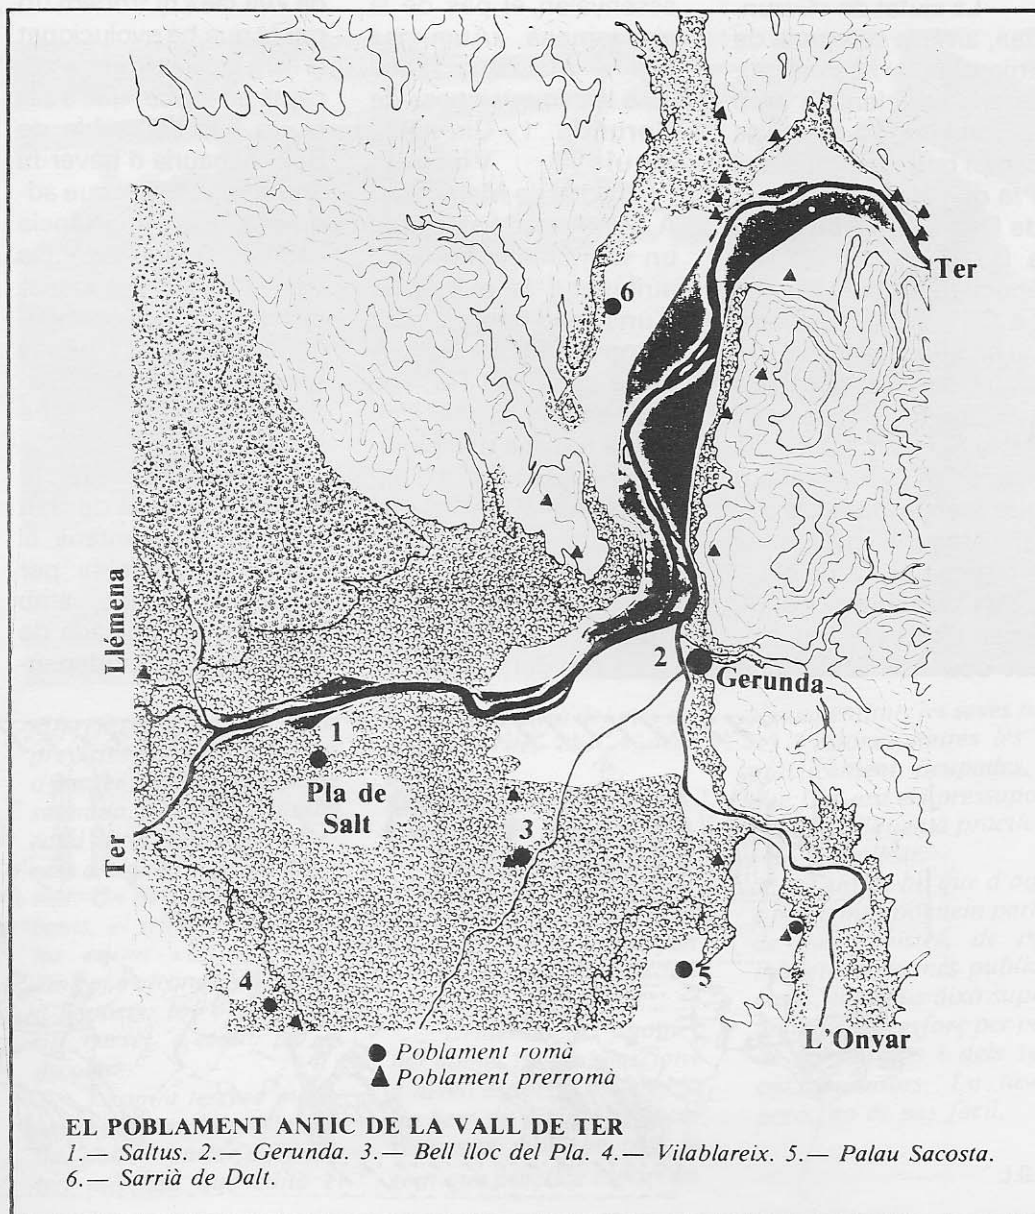 Ter
6
Llémena
2
Gerunda
1
Pla de
Salt
3
Ter
4
5
L'Onyar
Poblament romà
Poblament prerromà
EL POBLAMENT ANTIC DE LA VALL DE TER
1.— Saltus. 2.— Gerunda. 3.— Bell lloc del Pla. 4.— Vilablareix. 5.— Palau Sacosta.
6.— Sarrià de Dalt.